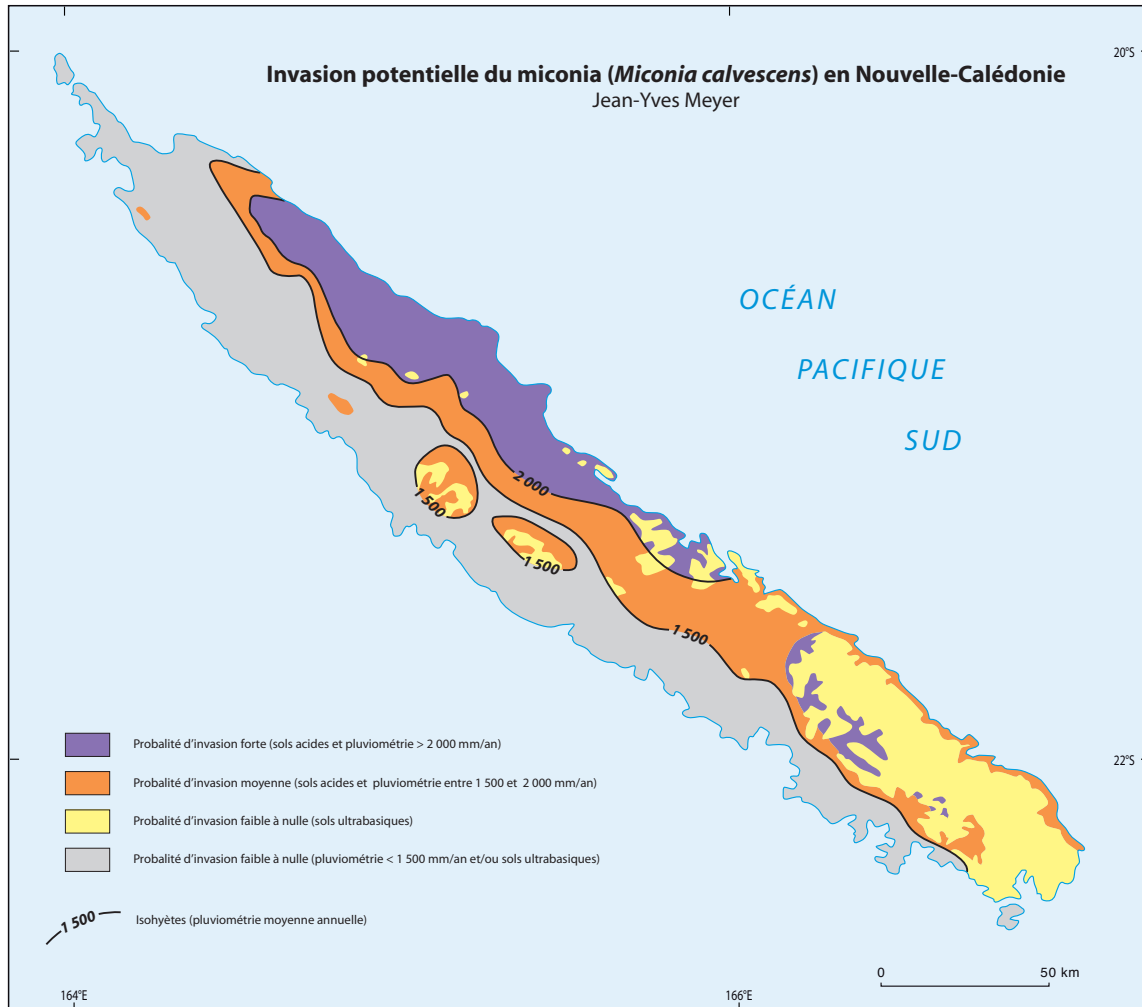 20°S
Invasion potentielle du miconia (Miconia calvescens) en Nouvelle-Calédonie
Jean-Yves Meyer
OCÉAN
PACIFIQUE
SUD
2 000
1 500
1 500
1 500
Probalité d'invasion forte (sols acides et pluviométrie > 2 000 mm/an)
22°S
Probalité d'invasion moyenne (sols acides et pluviométrie entre 1 500 et 2 000 mm/an)
Probalité d'invasion faible à nulle (sols ultrabasiques)
Probalité d'invasion faible à nulle (pluviométrie < 1 500 mm/an et/ou sols ultrabasiques)
1 500
Isohyètes (pluviométrie moyenne annuelle)
0 50 km
164°E
166°E